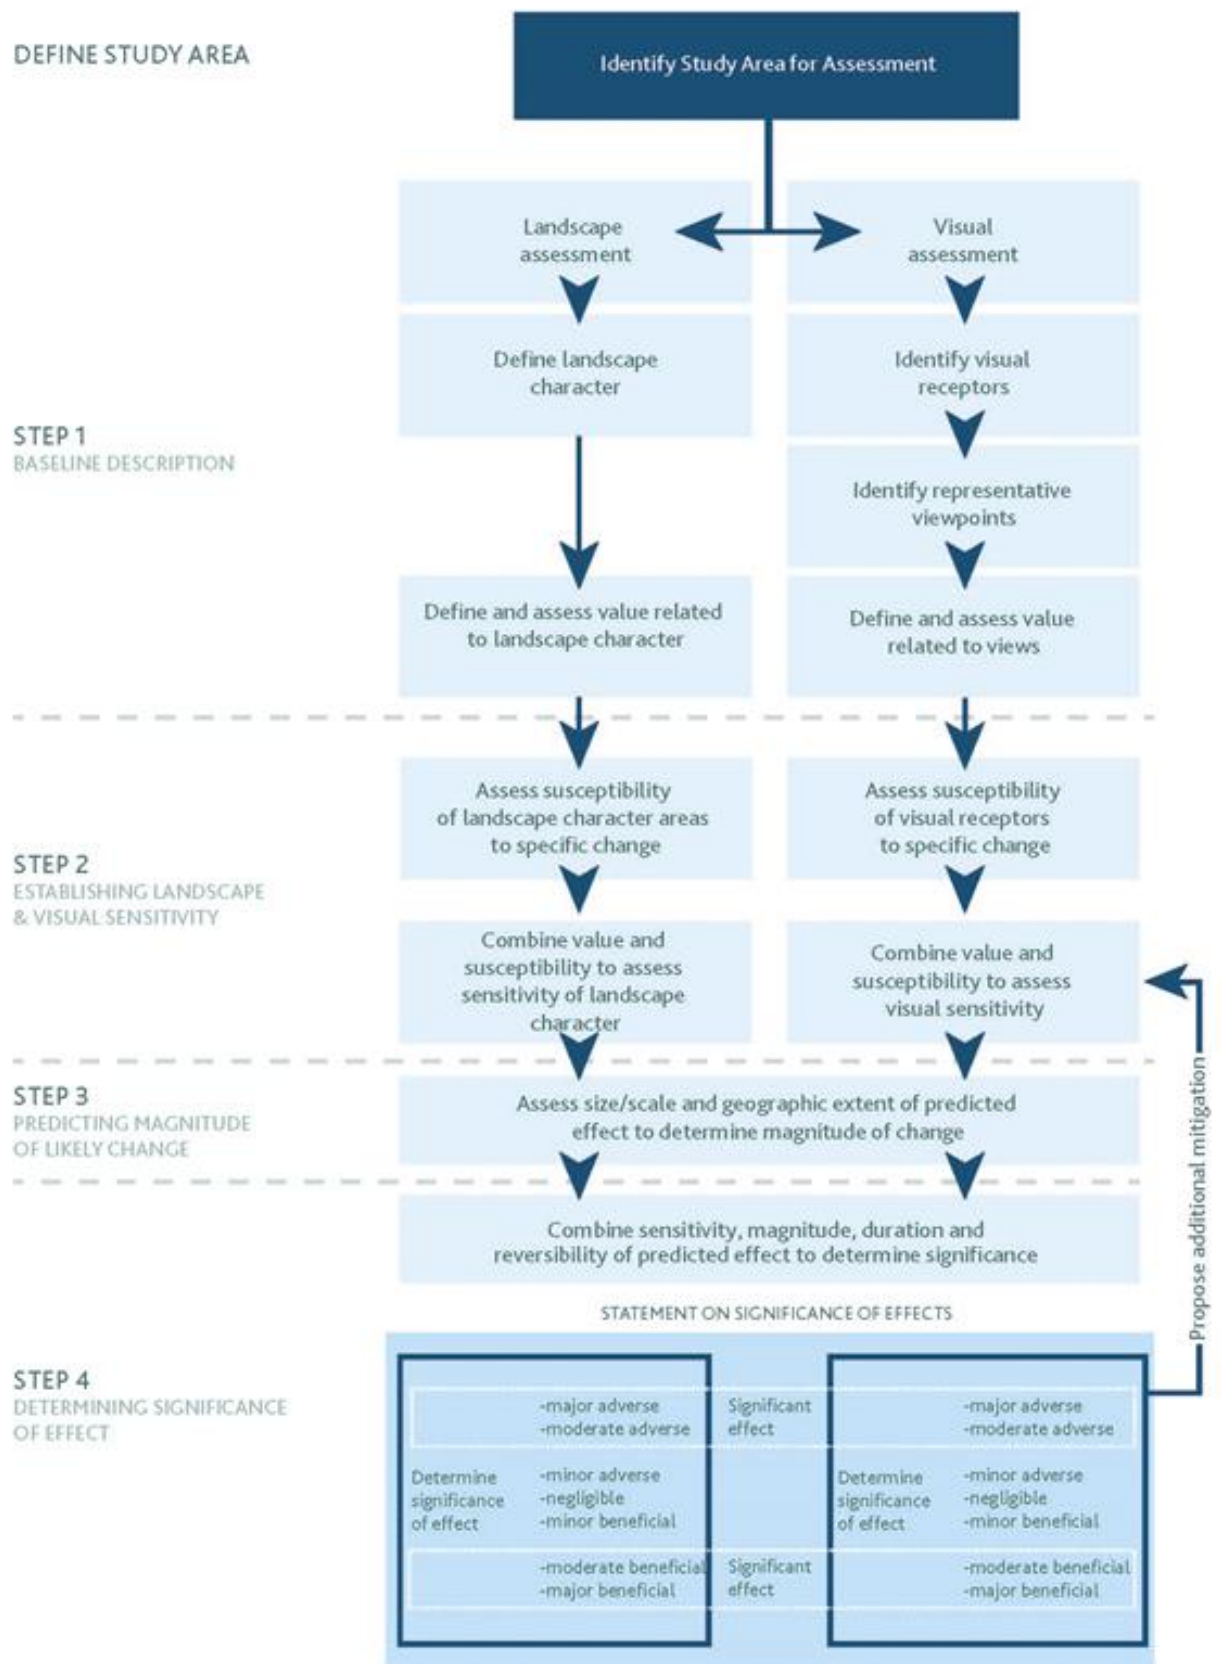 DEFINE STUDY AREA
Identify Study Area for Assessment
Landscape
assessment
Visual
assessment
Define landscape
character
Identify visual
receptors
STEP 1
BASELINE DESCRIPTION
Identify representative
viewpoints
Define and assess value related
to landscape character
Define and assess value
related to views
STEP 2
ESTABLISHING LANDSCAPE
& VISUAL SENSITIVITY
Assess susceptibility
of landscape character areas
to specific change
Assess susceptibility
of visual receptors
to specific change
Combine value and
susceptibility to assess
sensitivity of landscape
character
Combine value and
susceptibility to assess
visual sensitivity
STEP 3
PREDICTING MAGNITUDE
OF LIKELY CHANGE
Assess size/scale and geographic extent of predicted
effect to determine magnitude of change
Combine sensitivity, magnitude, duration and
reversibility of predicted effect to determine significance
Propose additional mitigation
STATEMENT ON SIGNIFICANCE OF EFFECTS
STEP 4
DETERMINING SIGNIFICANCE
OF EFFECT
-major adverse
-moderate adverse
Significant
effect
-major adverse
-moderate adverse
Determine
significance
of effect
-minor adverse
-negligible
-minor beneficial
Determine
significance
of effect
-minor adverse
-negligible
-minor beneficial
-moderate beneficial
-major beneficial
Significant
effect
-moderate beneficial
-major beneficial